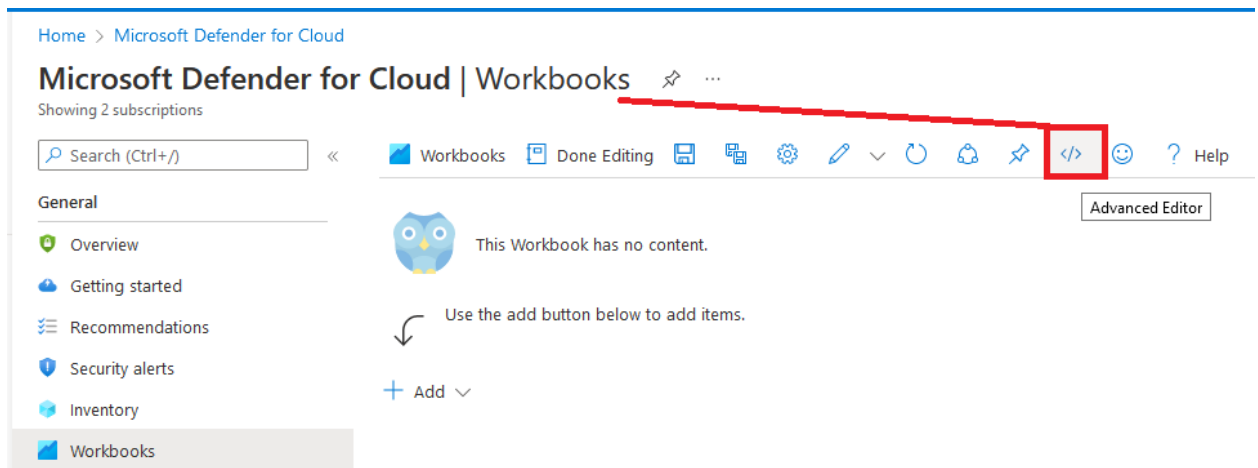 Home > Microsoft Defender for Cloud
Microsoft Defender for Cloud | Workbooks ...
Showing 2 subscriptions
Search (Ctrl+/) «
Workbooks Done Editing </> ? Help
General
Advanced Editor
Overview
This Workbook has no content.
Getting started
Use the add button below to add items.
Recommendations
Security alerts
+ Add
Inventory
Workbooks